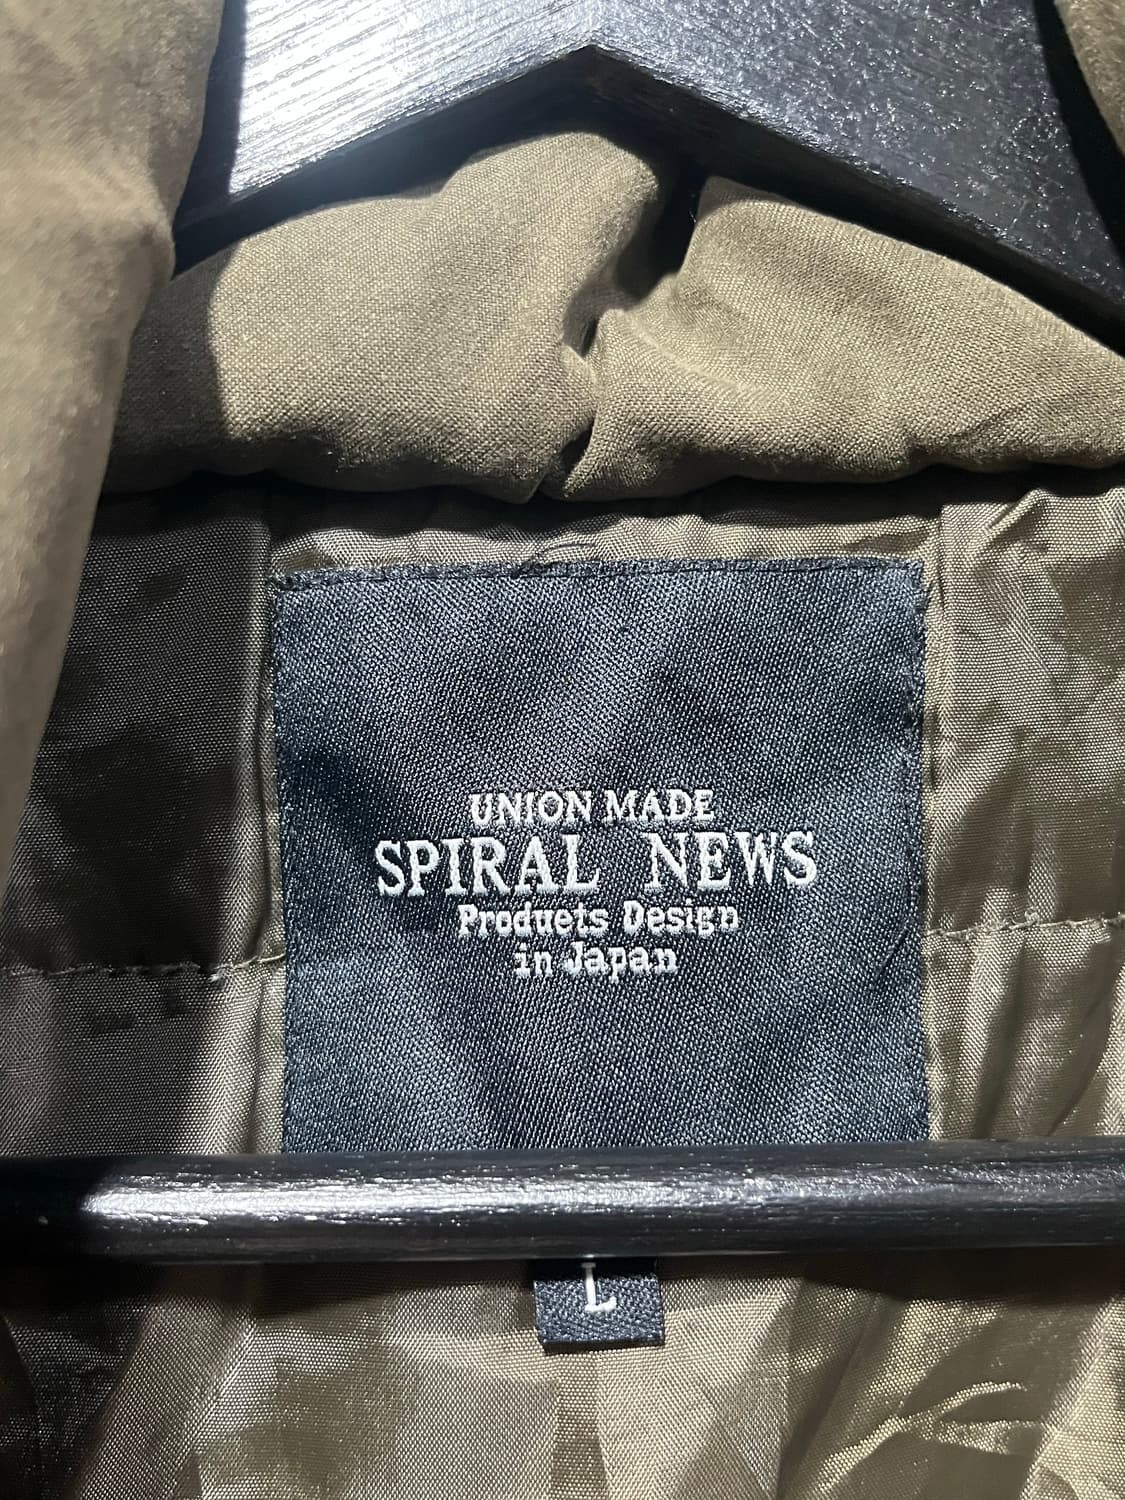 UNION MADE
SPIRAL NEWS
Products Design
in Japan
L